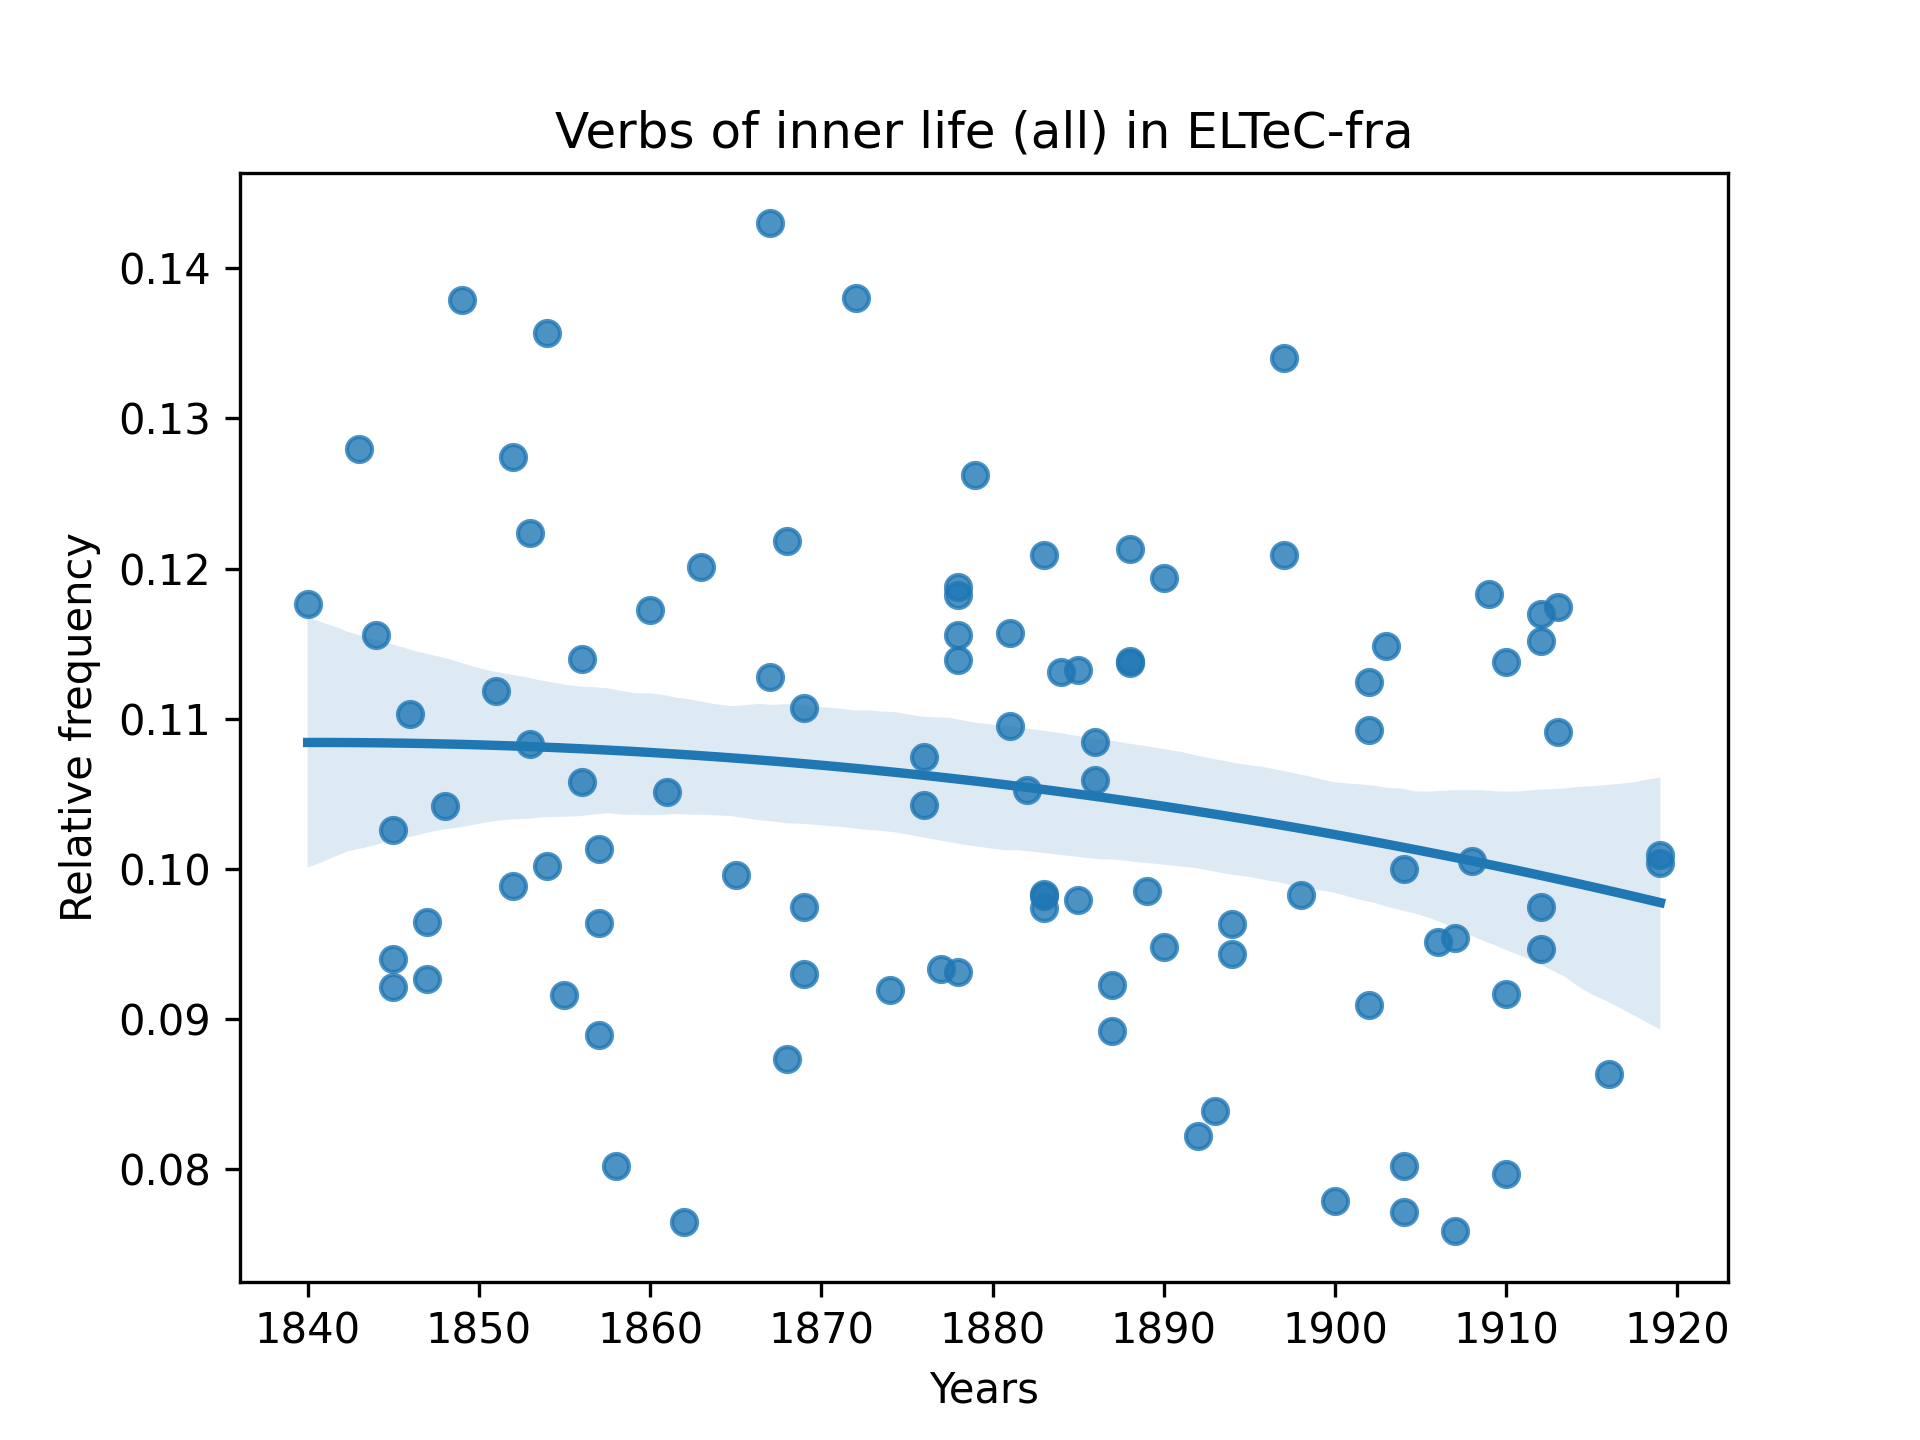 Verbs of inner life (all) in ELTeC-fra
0.14
0.13
0.12
0.11
0.10
0.09
0.08
Relative frequency
1840 1850 1860 1870 1880 1890 1900 1910 1920
Years